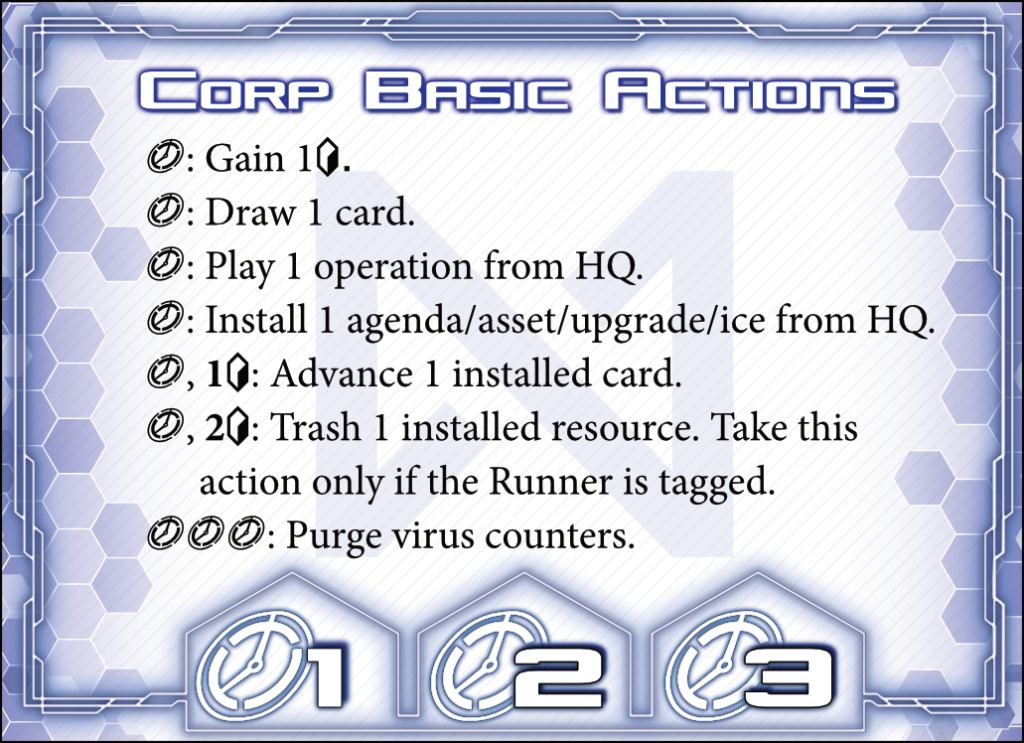 Corp Basic Actions
: Gain 1.
: Draw 1 card.
: Play 1 operation from HQ.
: Install 1 agenda/asset/upgrade/ice from HQ.
, 1: Advance 1 installed card.
, 2: Trash 1 installed resource. Take this
action only if the Runner is tagged.
: Purge virus counters.
1 2 3